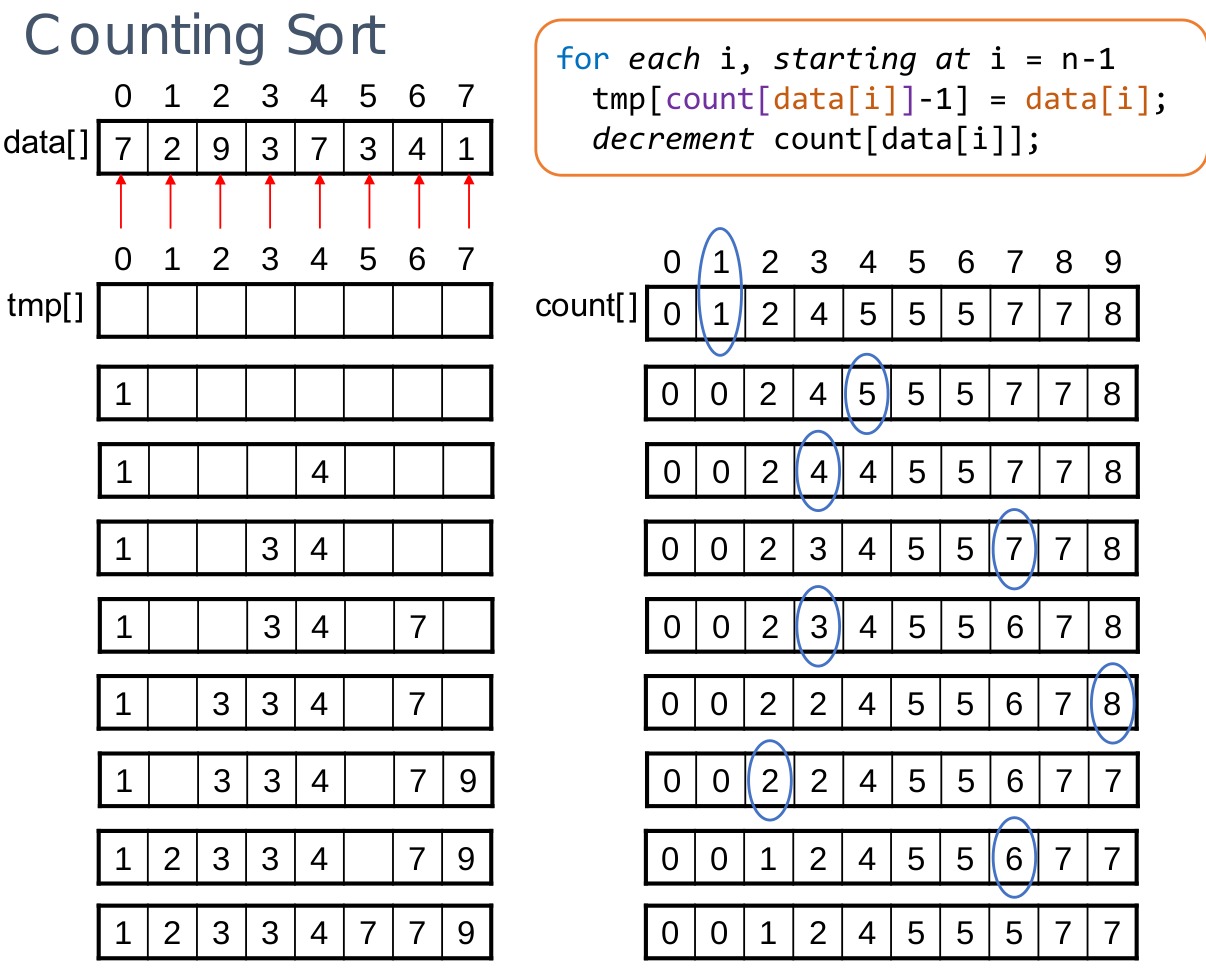 Counting Sort
for each i, starting at i = n-1
tmp[count[data[i]]-1] = data[i];
decrement count[data[i]];
0 1 2 3 4 5 6 7
data[] 7 2 9 3 7 3 4 1
0 1 2 3 4 5 6 7
tmp[]
0 1 2 3 4 5 6 7 8 9
count[] 0 1 2 4 5 5 5 7 7 8
1
0 0 2 4 5 5 5 7 7 8
1 4
0 0 2 4 4 5 5 7 7 8
1 3 4
0 0 2 3 4 5 5 7 7 8
1 3 4 7
0 0 2 3 4 5 5 6 7 8
1 3 3 4 7
0 0 2 2 4 5 5 6 7 8
1 3 3 4 7 9
0 0 2 2 4 5 5 6 7 7
1 2 3 3 4 7 9
0 0 1 2 4 5 5 6 7 7
1 2 3 3 4 7 7 9
0 0 1 2 4 5 5 5 7 7